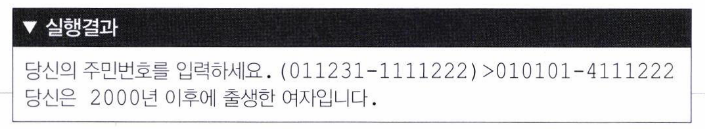 ▼ 실행결과
당신의 주민번호를 입력하세요.(011231-1111222)>010101-4111222
당신은 2000년 이후에 출생한 여자입니다.